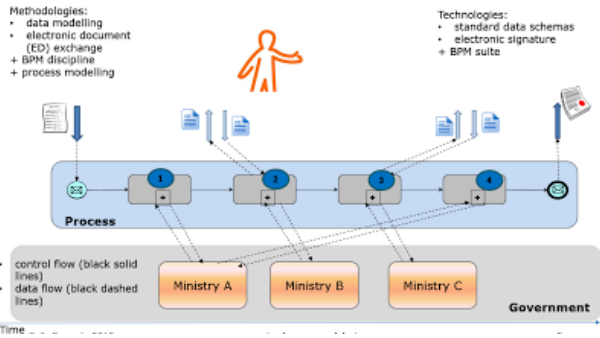 Methodologies:
• data modelling
• electronic document
(ED) exchange
+ BPM discipline
+ process modelling
Technologies:
• standard data schemas
• electronic signature
+ BPM suite
1
2
3
4
+
+
+
+
Process
• control flow (black solid
lines)
• data flow (black dashed
lines)
Ministry A
Ministry B
Ministry C
Government
Time